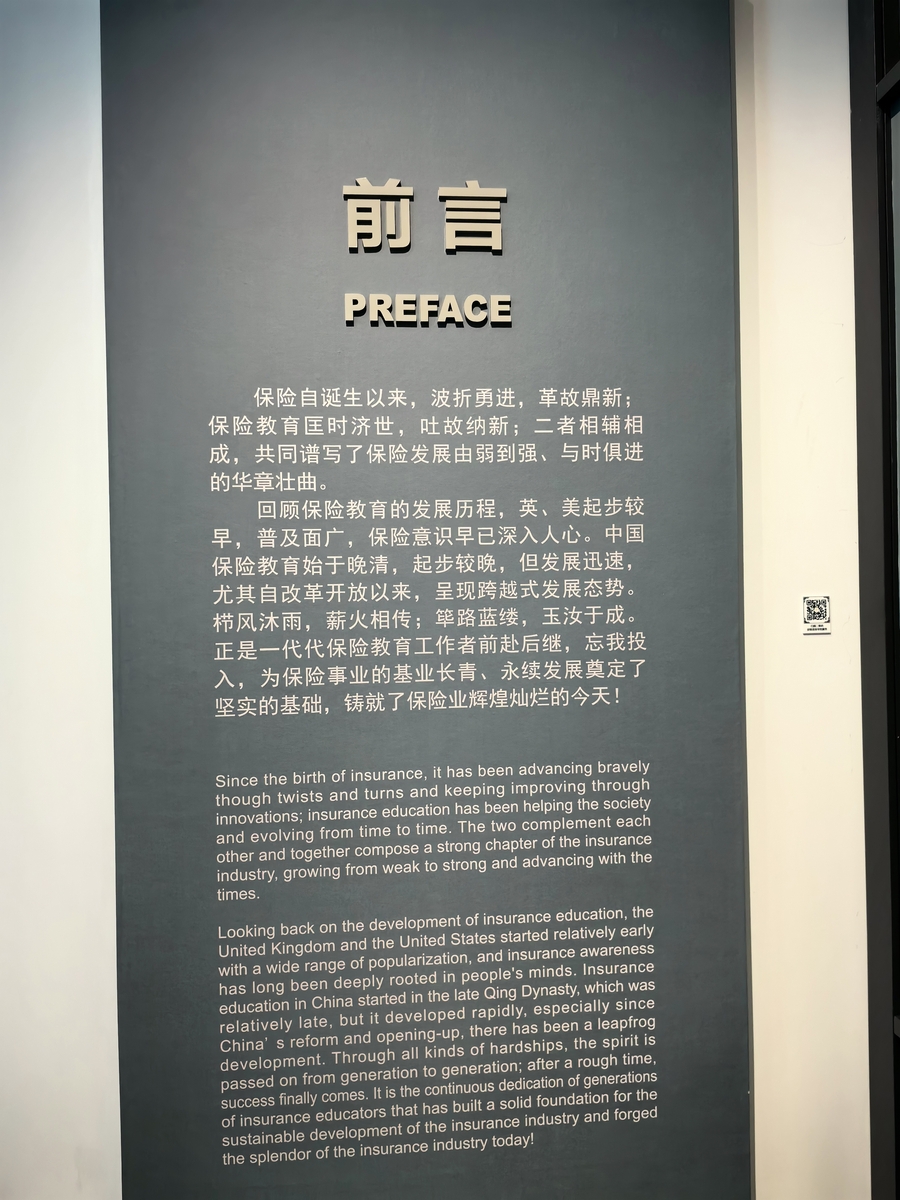 前言
PREFACE
保险自诞生以来，波折勇进，革故鼎新；
保险教育匡时济世，吐故纳新；二者相辅相
成，共同谱写了保险发展由弱到强、与时俱进
的华章壮曲。
回顾保险教育的发展历程，英、美起步较
早，普及面广，保险意识早已深入人心。中国
保险教育始于晚清，起步较晚，但发展迅速，
尤其自改革开放以来，呈现跨越式发展态势。
栉风沐雨，薪火相传；筚路蓝缕，玉汝于成。
正是一代代保险教育工作者前赴后继，忘我投
入，为保险事业的基业长青、永续发展奠定了
坚实的基础，铸就了保险业辉煌灿烂的今天！
Since the birth of insurance, it has been advancing bravely
though twists and turns and keeping improving through
innovations; insurance education has been helping the society
and evolving from time to time. The two complement each
other and together compose a strong chapter of the insurance
industry, growing from weak to strong and advancing with the
times.
Looking back on the development of insurance education, the
United Kingdom and the United States started relatively early
with a wide range of popularization, and insurance awareness
has long been deeply rooted in people's minds. Insurance
education in China started in the late Qing Dynasty, which was
relatively late, but it developed rapidly, especially since
China’s reform and opening-up, there has been a leapfrog
development. Through all kinds of hardships, the spirit is
passed on from generation to generation; after a rough time,
success finally comes. It is the continuous dedication of generations
of insurance educators that has built a solid foundation for the
sustainable development of the insurance industry and forged
the splendor of the insurance industry today!